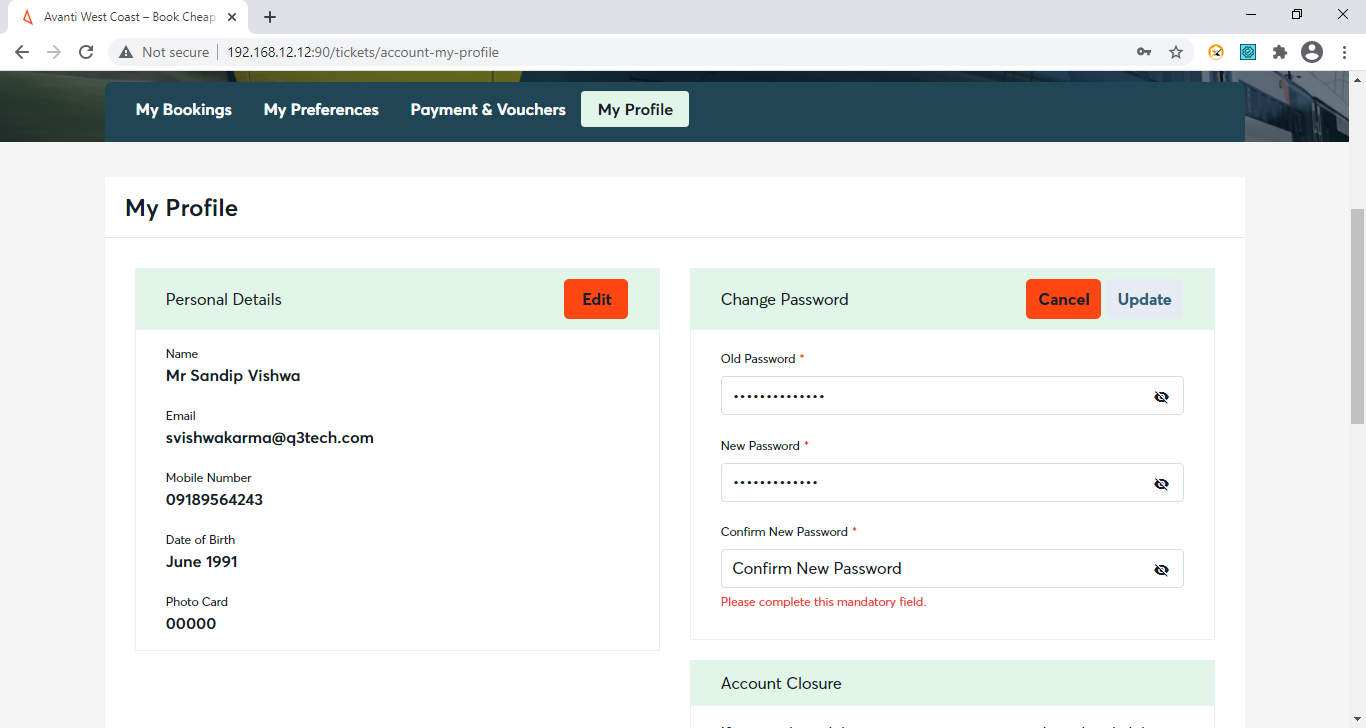 Avanti West Coast – Book Cheap
Not secure
192.168.12.12:90/tickets/account-my-profile
My Bookings
My Preferences
Payment & Vouchers
My Profile
My Profile
Personal Details
Edit
Name
Mr Sandip Vishwa
Email
svishwakarma@q3tech.com
Mobile Number
09189564243
Date of Birth
June 1991
Photo Card
00000
Change Password
Cancel
Update
Old Password *
••••••••••••••
New Password *
•••••••••••••
Confirm New Password *
Confirm New Password
Please complete this mandatory field.
Account Closure